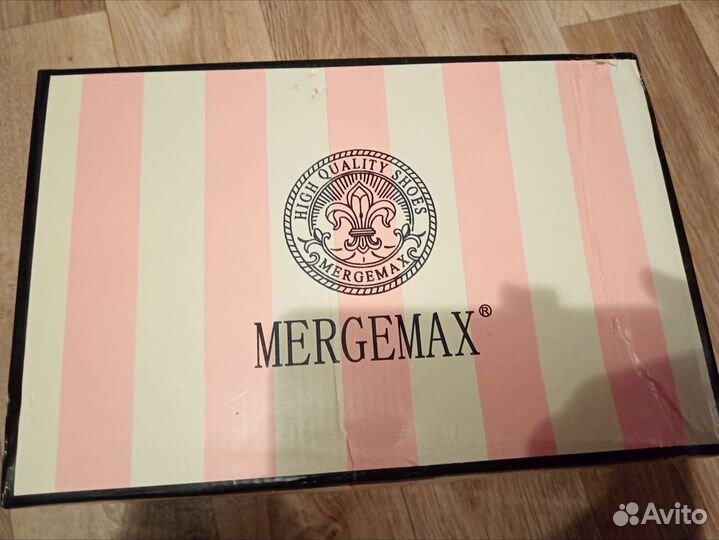 HIGH QUALITY SHOES
MERGEMAX
MERGEMAX®
Avito